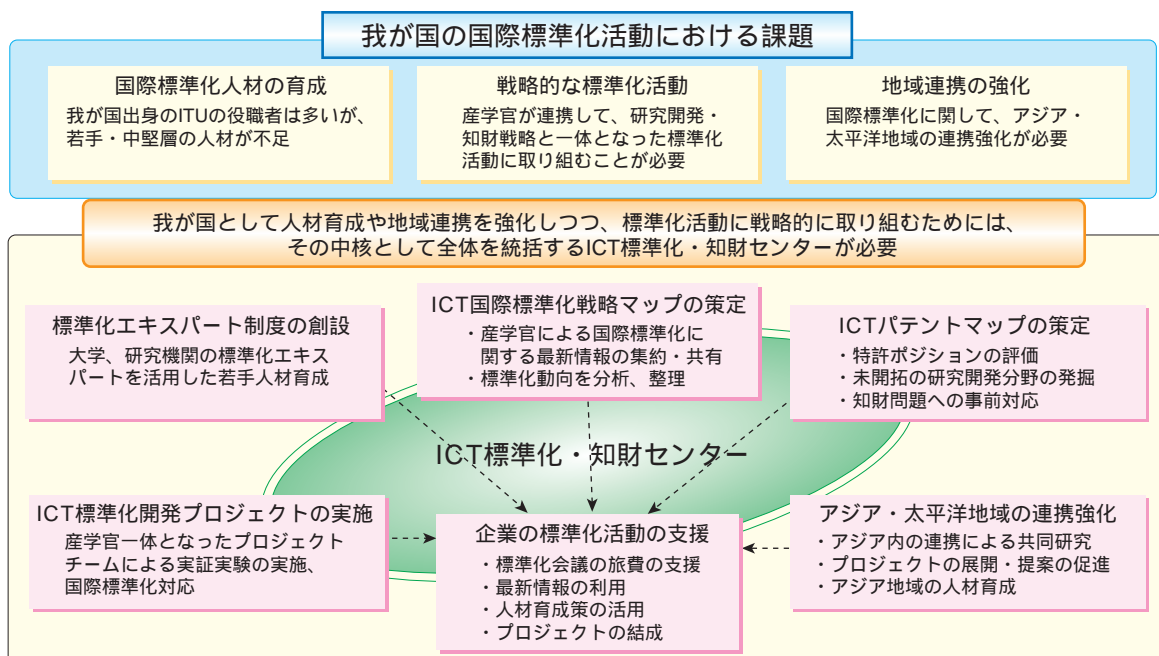 我が国の国際標準化活動における課題
国際標準化人材の育成
我が国出身のITUの役職者は多いが、
若手・中堅層の人材が不足
戦略的な標準化活動
産学官が連携して、研究開発・
知財戦略と一体となった標準化
活動に取り組むことが必要
地域連携の強化
国際標準化に関して、アジア・
太平洋地域の連携強化が必要
我が国として人材育成や地域連携を強化しつつ、標準化活動に戦略的に取り組むためには、
その中核として全体を統括するICT標準化・知財センターが必要
標準化エキスパート制度の創設
大学、研究機関の標準化エキス
パートを活用した若手人材育成
ICT国際標準化戦略マップの策定
・産学官による国際標準化に
関する最新情報の集約・共有
・標準化動向を分析、整理
ICTパテントマップの策定
・特許ポジションの評価
・未開拓の研究開発分野の発掘
・知財問題への事前対応
ICT標準化・知財センター
ICT標準化開発プロジェクトの実施
産学官一体となったプロジェクト
チームによる実証実験の実施、
国際標準化対応
企業の標準化活動の支援
・標準化会議の旅費の支援
・最新情報の利用
・人材育成策の活用
・プロジェクトの結成
アジア・太平洋地域の連携強化
・アジア内の連携による共同研究
・プロジェクトの展開・提案の促進
・アジア地域の人材育成